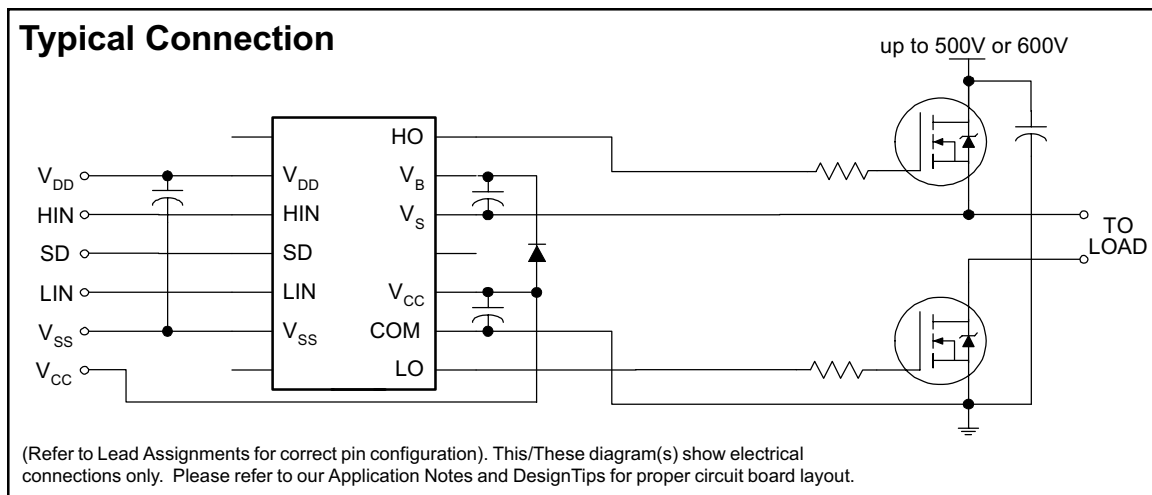 Typical Connection
up to 500V or 600V
HO
VDD
VDD
VB
HIN
HIN
VS
TO
LOAD
SD
SD
LIN
LIN
VCC
VSS
VSS
COM
VCC
LO
(Refer to Lead Assignments for correct pin configuration). This/These diagram(s) show electrical
connections only. Please refer to our Application Notes and DesignTips for proper circuit board layout.